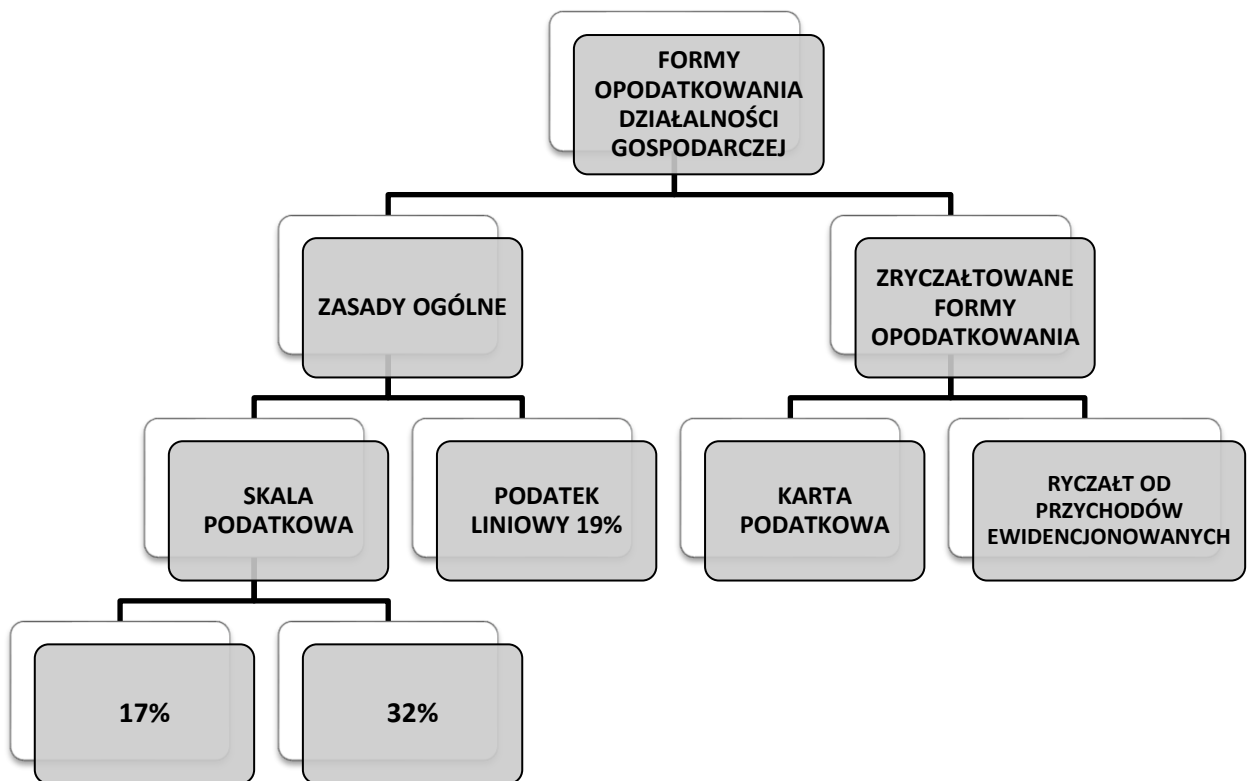 FORMY
OPODATKOWANIA
DZIAŁALNOŚCI
GOSPODARCZEJ
ZASADY OGÓLNE
ZRYCZAŁTOWANE
FORMY
OPODATKOWANIA
SKALA
PODATKOWA
PODATEK
LINIOWY 19%
KARTA
PODATKOWA
RYCZAŁT OD
PRZYCHODÓW
EWIDENCJONOWANYCH
17%
32%